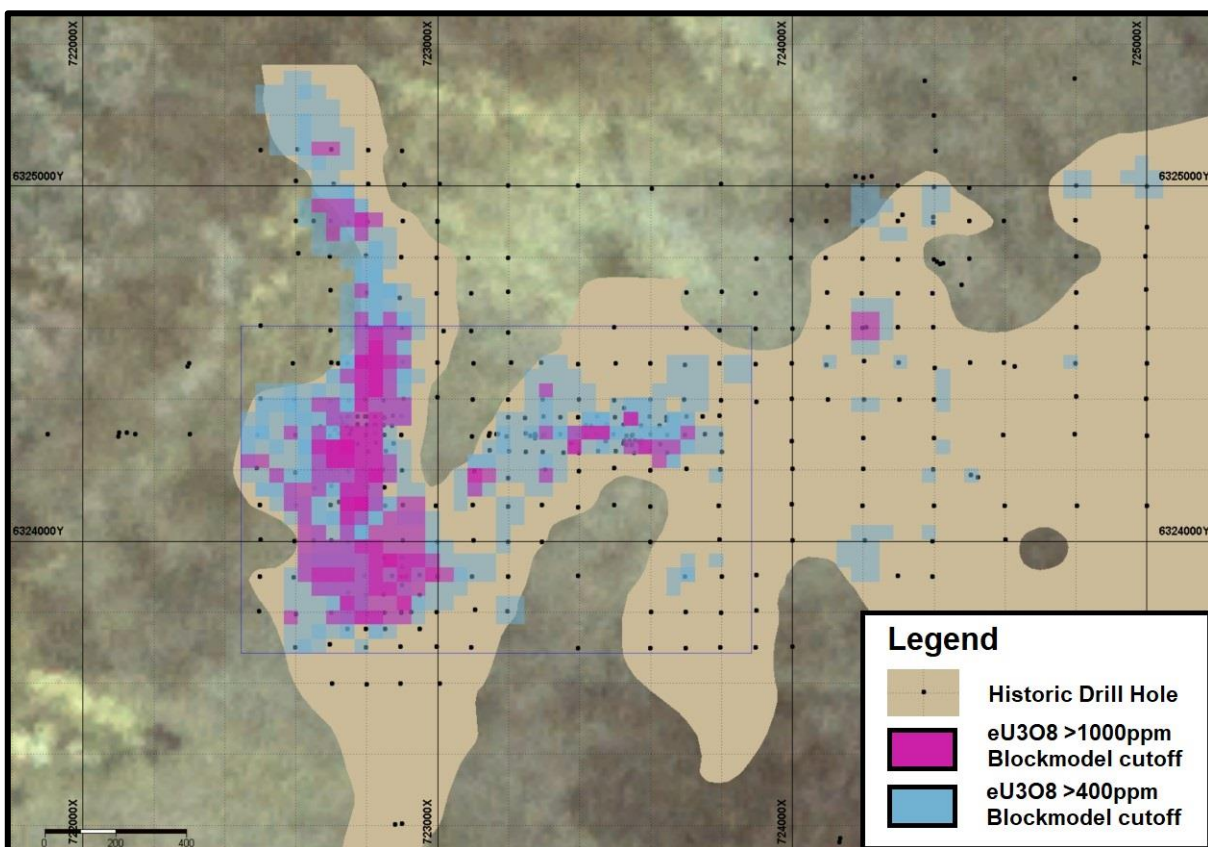 722000X
723000X
724000X
725000X
6325000Y
6325000Y
6324000Y
6324000Y
Legend
Historic Drill Hole
eU3O8 >1000ppm
Blockmodel cutoff
eU3O8 >400ppm
Blockmodel cutoff
722000X
723000X
724000X
0 200 400